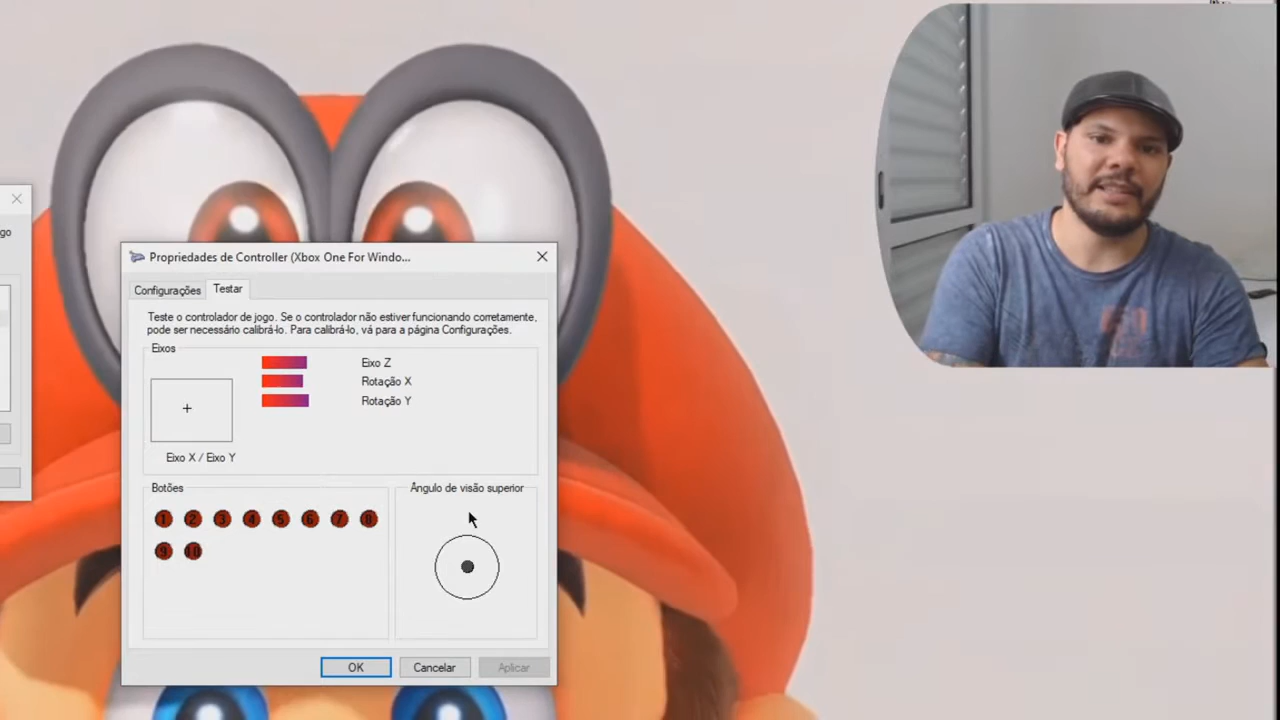 go
Propriedades de Controller (Xbox One For Windo...
Configurações
Testar
Teste o controlador de jogo. Se o controlador não estiver funcionando corretamente,
pode ser necessário calibrá-lo. Para calibrá-lo, vá para a página Configurações.
Eixos
Eixo Z
Rotação X
Rotação Y
Eixo X / Eixo Y
Botões
1 2 3 4 5 6 7 8
9 10
Ângulo de visão superior
OK
Cancelar
Aplicar